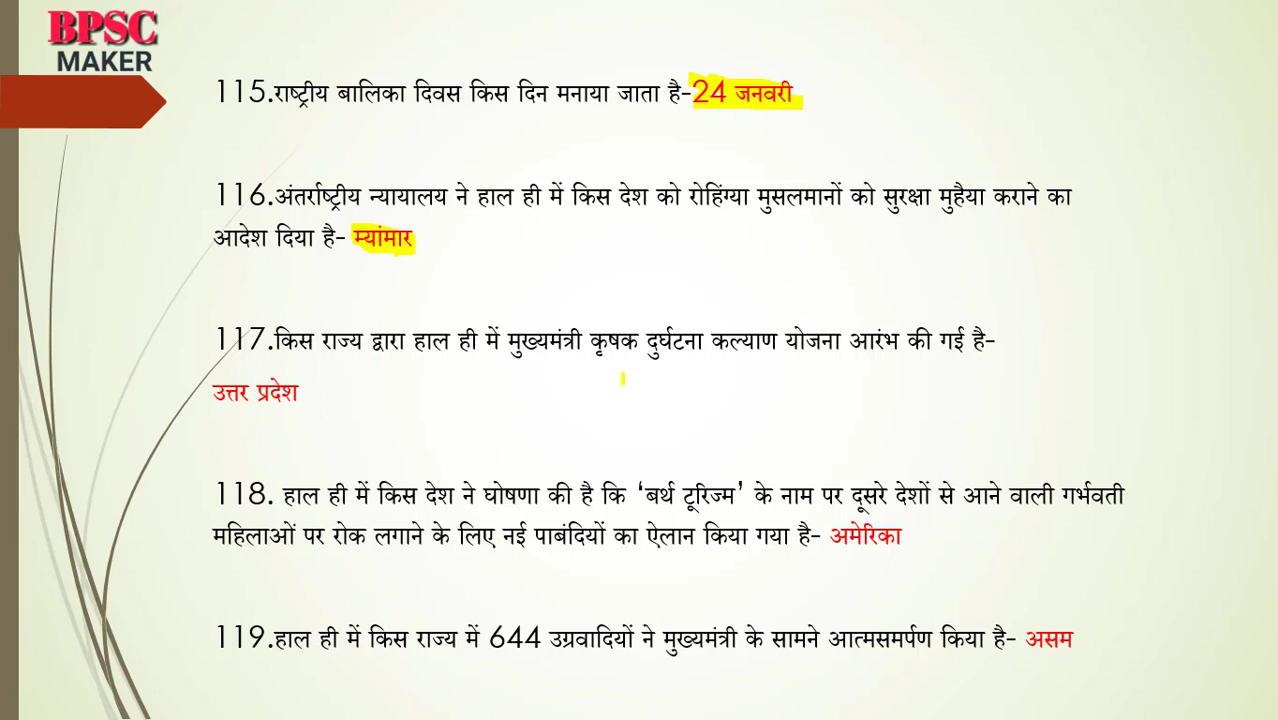 BPSC
MAKER
115.राष्ट्रीय बालिका दिवस किस दिन मनाया जाता है-24 जनवरी
116.अंतर्राष्ट्रीय न्यायालय ने हाल ही में किस देश को रोहिंग्या मुसलमानों को सुरक्षा मुहैया कराने का
आदेश दिया है- म्यांमार
117.किस राज्य द्वारा हाल ही में मुख्यमंत्री कृषक दुर्घटना कल्याण योजना आरंभ की गई है-
उत्तर प्रदेश
118. हाल ही में किस देश ने घोषणा की है कि ‘बर्थ टूरिज्म’ के नाम पर दूसरे देशों से आने वाली गर्भवती
महिलाओं पर रोक लगाने के लिए नई पाबंदियों का ऐलान किया गया है- अमेरिका
119.हाल ही में किस राज्य में 644 उग्रवादियों ने मुख्यमंत्री के सामने आत्मसमर्पण किया है- असम